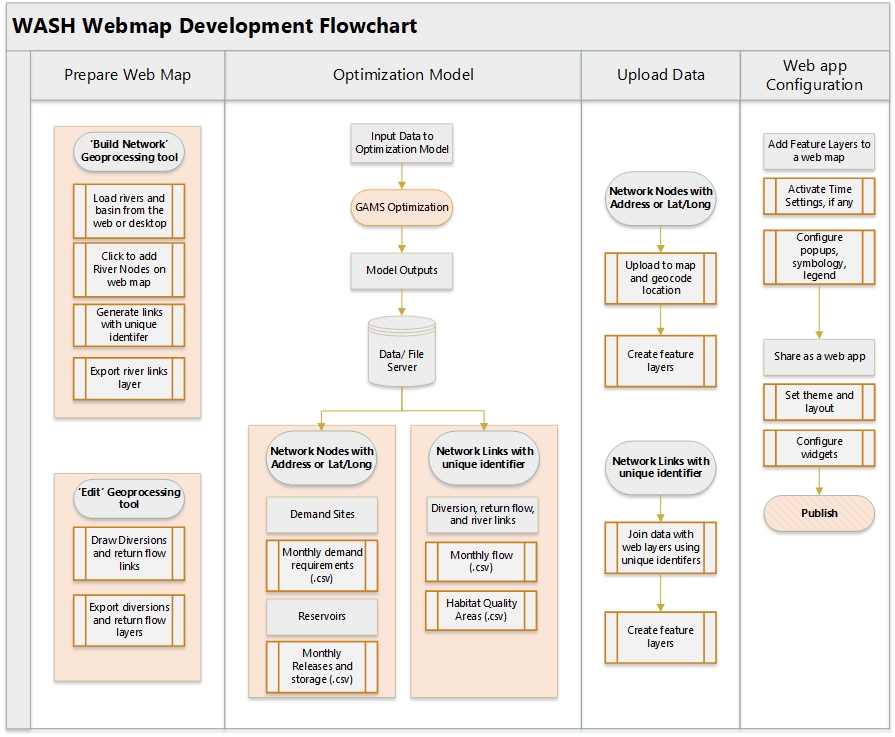 WASH Webmap Development Flowchart
Prepare Web Map
Optimization Model
Upload Data
Web app
Configuration
‘Build Network’
Geoprocessing tool
Load rivers and
basin from the
web or desktop
Click to add
River Nodes on
web map
Generate links
with unique
identifer
Export river links
layer
‘Edit’ Geoprocessing
tool
Draw Diversions
and return flow
links
Export diversions
and return flow
layers
Input Data to
Optimization Model
GAMS Optimization
Model Outputs
Data/ File
Server
Network Nodes with
Address or Lat/Long
Demand Sites
Monthly demand
requirements
(.csv)
Reservoirs
Monthly
Releases and
storage (.csv)
Network Links with
unique identifier
Diversion, return flow,
and river links
Monthly flow
(.csv)
Habitat Quality
Areas (.csv)
Network Nodes with
Address or Lat/Long
Upload to map
and geocode
location
Create feature
layers
Network Links with
unique identifier
Join data with
web layers using
unique identifers
Create feature
layers
Add Feature Layers to
a web map
Activate Time
Settings, if any
Configure
popups,
symbology,
legend
Share as a web app
Set theme and
layout
Configure
widgets
Publish